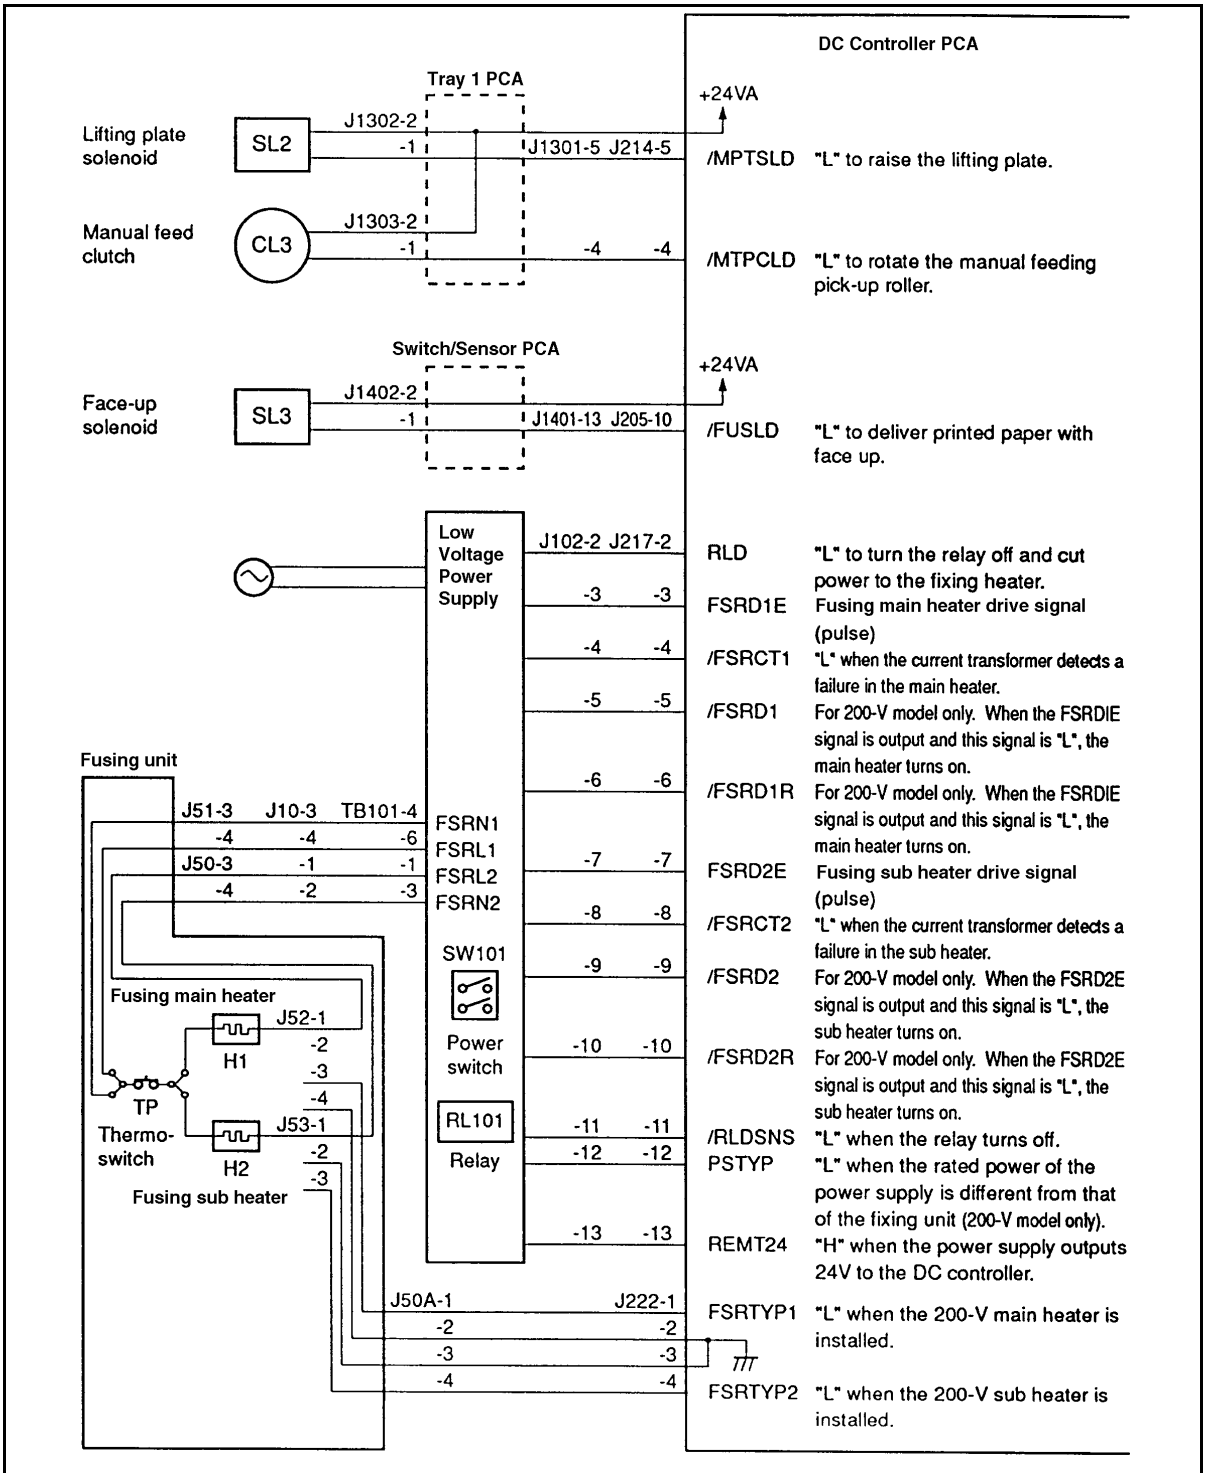 DC Controller PCA
Tray 1 PCA
+24VA
Lifting plate
solenoid
SL2
J1302-2
-1
J1301-5 J214-5
/MPTSLD "L" to raise the lifting plate.
Manual feed
clutch
CL3
J1303-2
-1
-4 -4
/MTPCLD "L" to rotate the manual feeding
pick-up roller.
Switch/Sensor PCA
+24VA
Face-up
solenoid
SL3
J1402-2
-1
J1401-13 J205-10
/FUSLD "L" to deliver printed paper with
face up.
Low
Voltage
Power
Supply
J102-2 J217-2
RLD "L" to turn the relay off and cut
power to the fixing heater.
-3 -3
FSRD1E Fusing main heater drive signal
(pulse)
-4 -4
/FSRCT1 "L" when the current transformer detects a
failure in the main heater.
-5 -5
/FSRD1 For 200-V model only. When the FSRDIE
signal is output and this signal is "L", the
main heater turns on.
-6 -6
/FSRD1R For 200-V model only. When the FSRDIE
signal is output and this signal is "L", the
main heater turns on.
-7 -7
FSRD2E Fusing sub heater drive signal
(pulse)
-8 -8
/FSRCT2 "L" when the current transformer detects a
failure in the sub heater.
-9 -9
/FSRD2 For 200-V model only. When the FSRD2E
signal is output and this signal is "L", the
sub heater turns on.
-10 -10
/FSRD2R For 200-V model only. When the FSRD2E
signal is output and this signal is "L", the
sub heater turns on.
-11 -11
/RLDSNS "L" when the relay turns off.
-12 -12
PSTYP "L" when the rated power of the
power supply is different from that
of the fixing unit (200-V model only).
-13 -13
REMT24 "H" when the power supply outputs
24V to the DC controller.
Fusing unit
J51-3 J10-3 TB101-4 FSRN1
-4 -4 -6 FSRL1
J50-3 -1 -1 FSRL2
-4 -2 -3 FSRN2
SW101
Power
switch
RL101
Relay
Fusing main heater
H1
J52-1
-2
-3
-4
TP
Thermo-
switch
H2
J53-1
-2
-3
Fusing sub heater
J50A-1 J222-1
FSRTYP1 "L" when the 200-V main heater is
installed.
-2 -2
-3 -3
-4 -4
FSRTYP2 "L" when the 200-V sub heater is
installed.